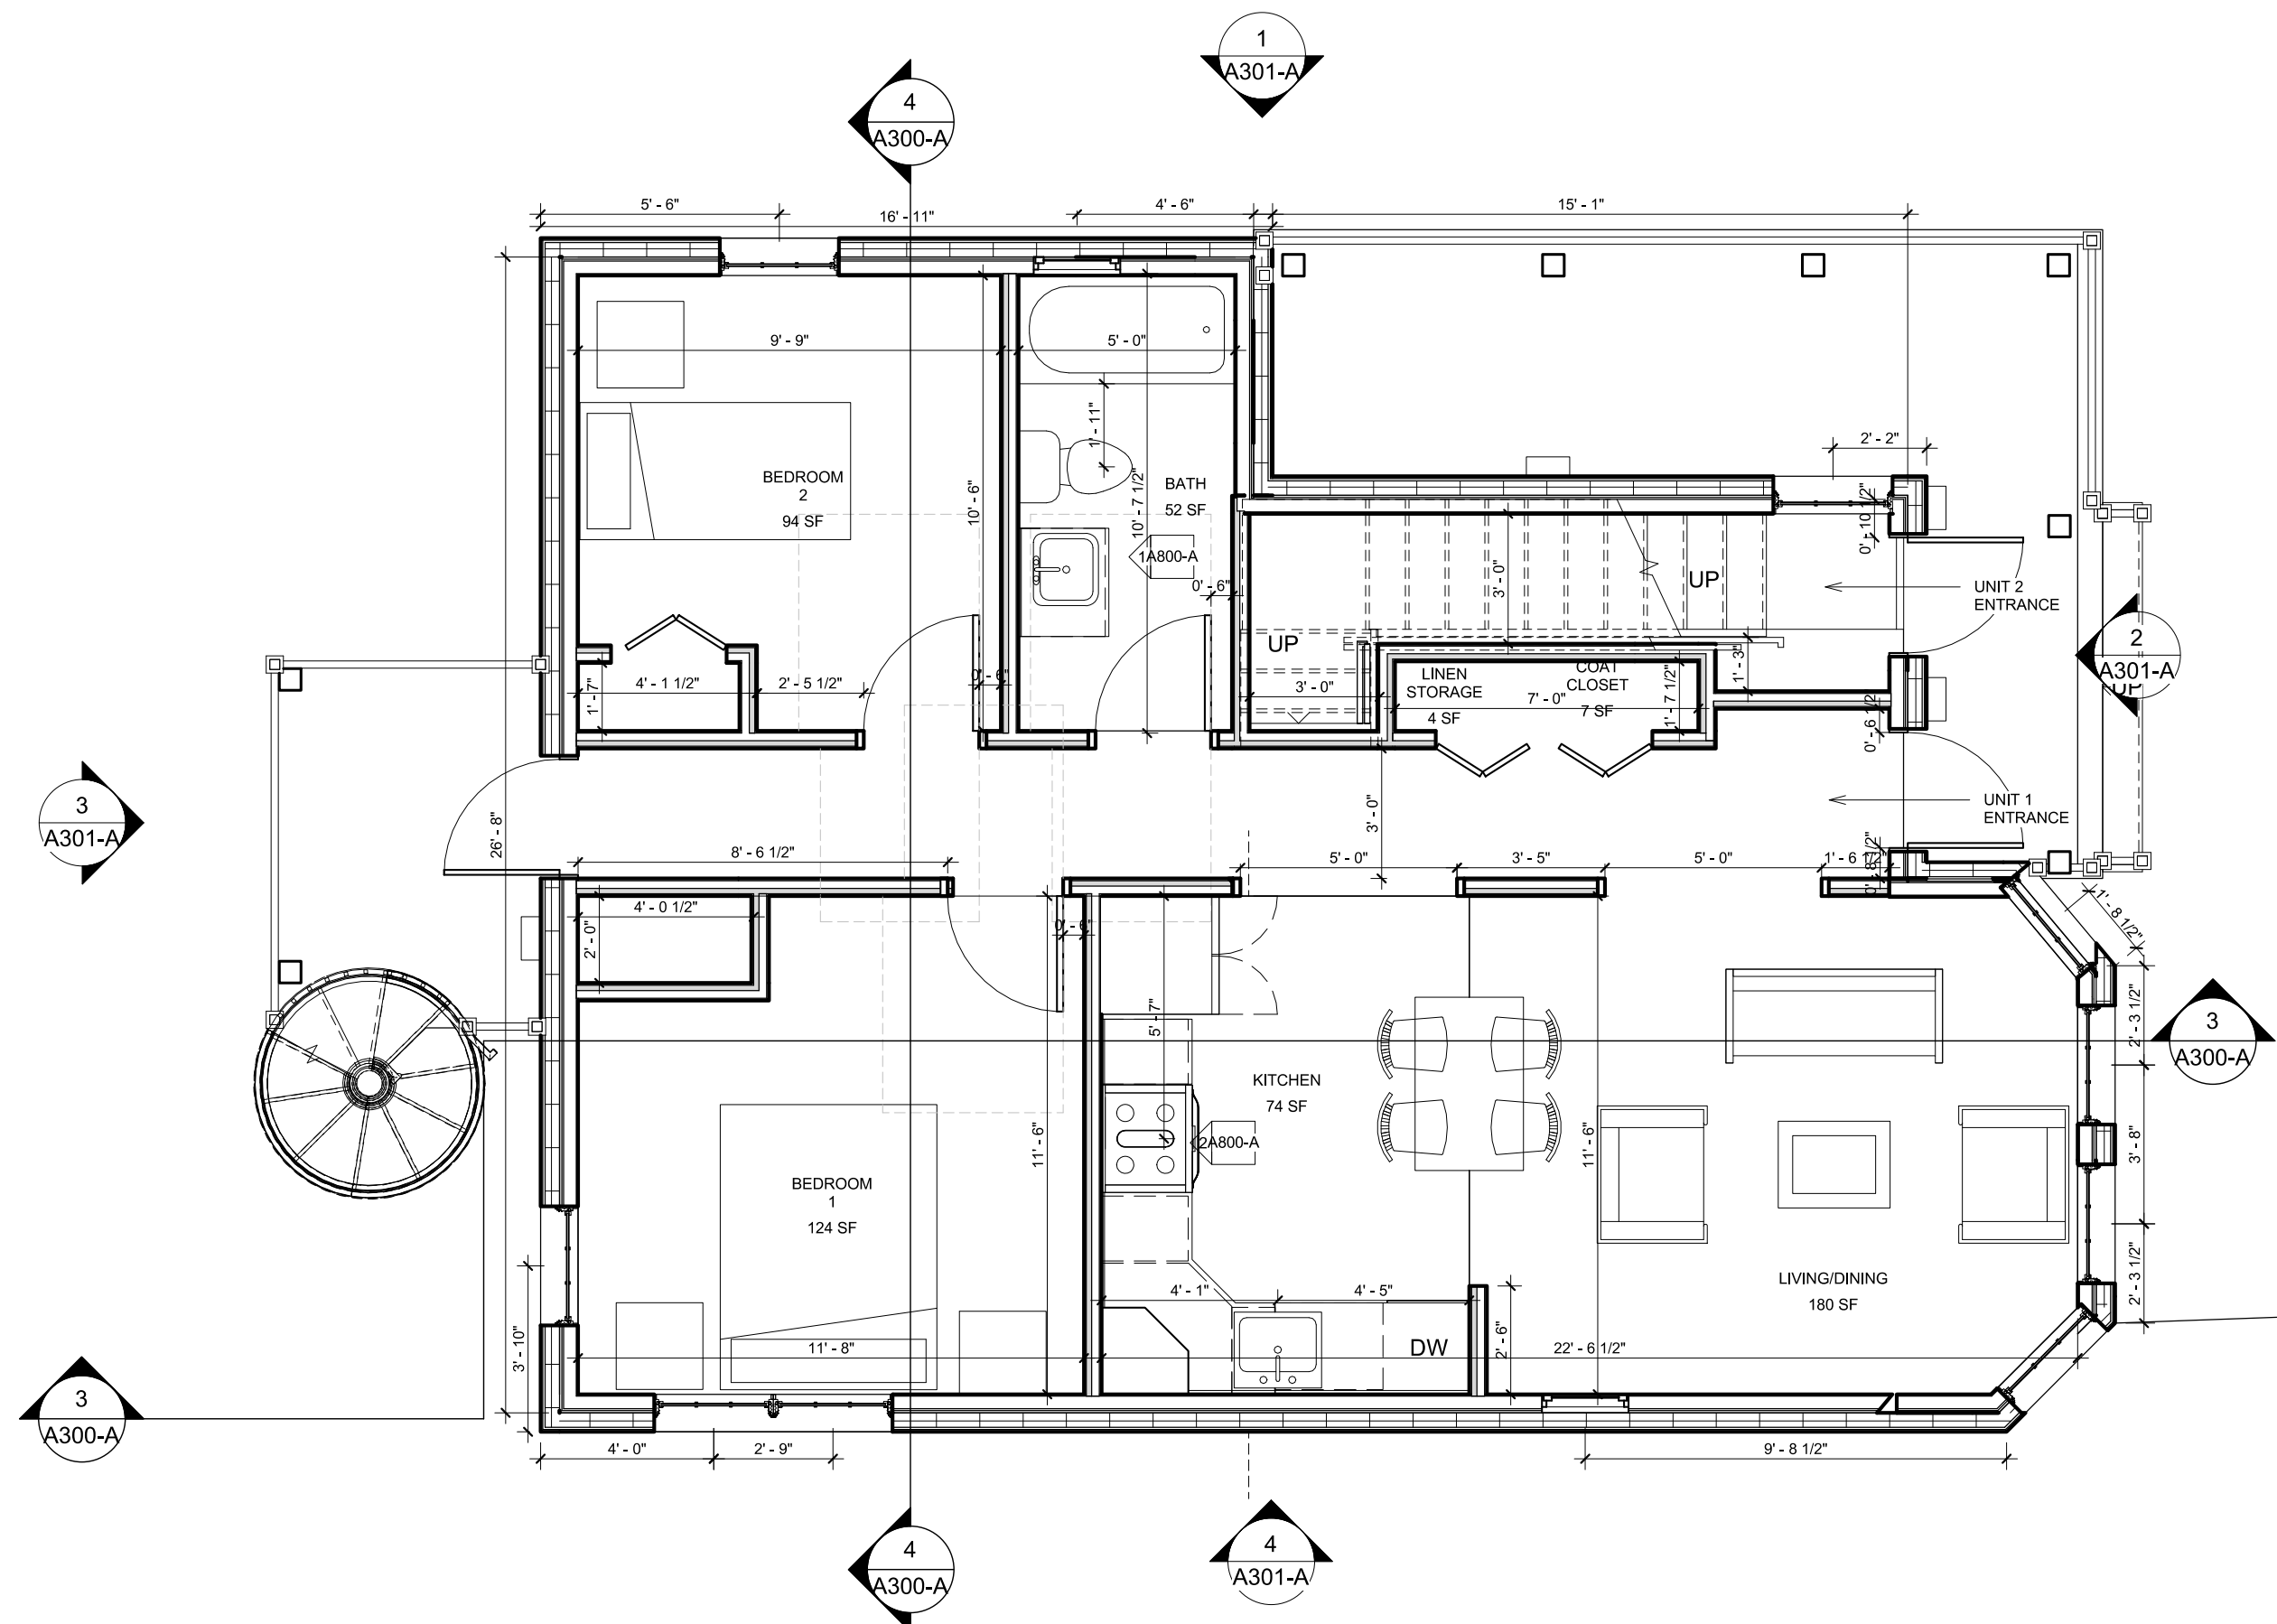 1
A301-A
4
A300-A
5' - 6"
16' - 11"
4' - 6"
15' - 1"
9' - 9"
5' - 0"
1' - 11"
2' - 2"
BEDROOM
2
94 SF
BATH
52 SF
10' - 6"
10' - 7 1/2"
0' - 10 1/2"
1A800-A
0' - 6"
3' - 0"
UP
UNIT 2
ENTRANCE
UP
2
A301-A
UP
LINEN
STORAGE
4 SF
COAT
CLOSET
7 SF
1' - 3"
4' - 1 1/2"
2' - 5 1/2"
0' - 6"
1' - 7"
3' - 0"
7' - 0"
1' - 7 1/2"
0' - 6 1/2"
3
A301-A
26' - 8"
3' - 0"
UNIT 1
ENTRANCE
8' - 6 1/2"
5' - 0"
3' - 5"
5' - 0"
1' - 6 1/2"
0' - 8 1/2"
4' - 0 1/2"
2' - 0"
0' - 6"
1' - 8 1/2"
5' - 7"
2' - 3 1/2"
3
A300-A
KITCHEN
74 SF
2A800-A
11' - 6"
11' - 6"
3' - 8"
BEDROOM
1
124 SF
LIVING/DINING
180 SF
4' - 1"
4' - 5"
2' - 3 1/2"
3' - 10"
11' - 8"
DW
2' - 6"
22' - 6 1/2"
3
A300-A
4' - 0"
2' - 9"
9' - 8 1/2"
4
A300-A
4
A301-A